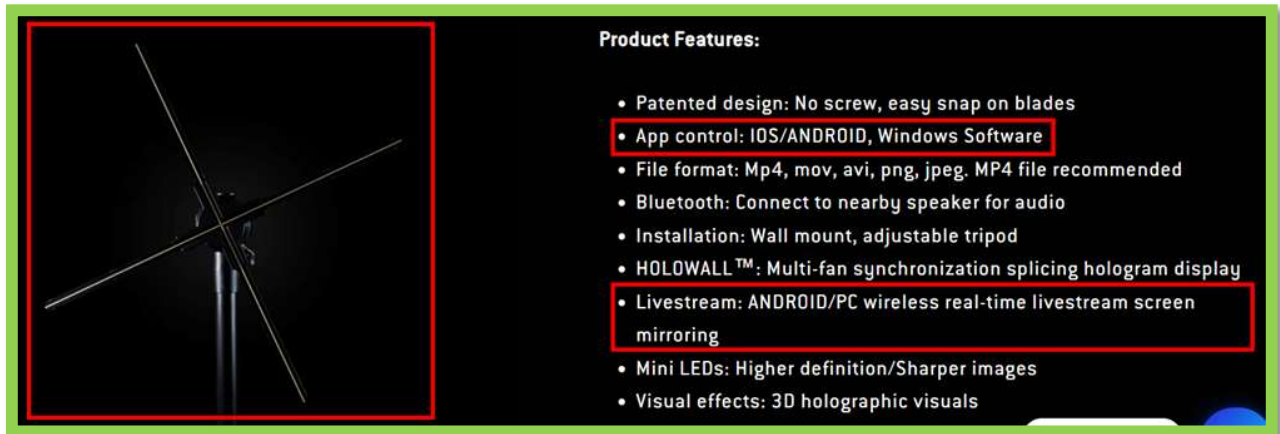 Product Features:
• Patented design: No screw, easy snap on blades
• App control: IOS/ANDROID, Windows Software
• File format: Mp4, mov, avi, png, jpeg. MP4 file recommended
• Bluetooth: Connect to nearby speaker for audio
• Installation: Wall mount, adjustable tripod
• HOLOWALL™: Multi-fan synchronization splicing hologram display
• Livestream: ANDROID/PC wireless real-time livestream screen
mirroring
• Mini LEDs: Higher definition/Sharper images
• Visual effects: 3D holographic visuals